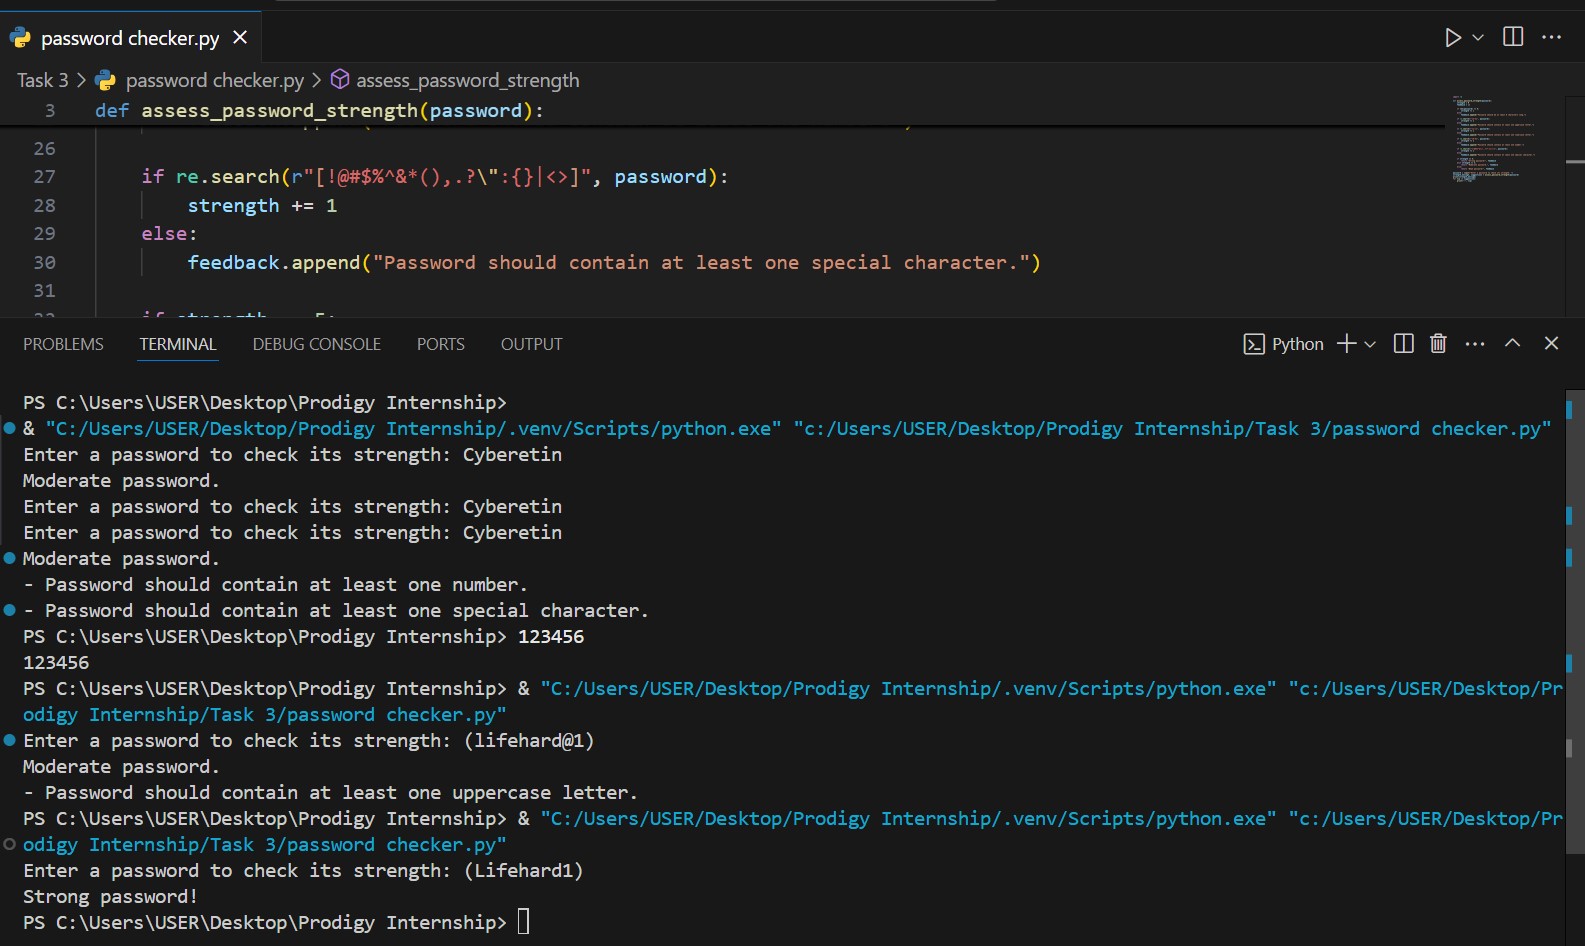 password checker.py
Task 3 > password checker.py > assess_password_strength
3 def assess_password_strength(password):
26
27 if re.search(r"[!@#$%^&*(),.?\":{}|<>]", password):
28 strength += 1
29 else:
30 feedback.append("Password should contain at least one special character.")
31
PROBLEMS TERMINAL DEBUG CONSOLE PORTS OUTPUT Python
PS C:\Users\USER\Desktop\Prodigy Internship>
& "C:/Users/USER/Desktop/Prodigy Internship/.venv/Scripts/python.exe" "c:/Users/USER/Desktop/Prodigy Internship/Task 3/password checker.py"
Enter a password to check its strength: Cyberetin
Moderate password.
Enter a password to check its strength: Cyberetin
Enter a password to check its strength: Cyberetin
Moderate password.
- Password should contain at least one number.
- Password should contain at least one special character.
PS C:\Users\USER\Desktop\Prodigy Internship> 123456
123456
PS C:\Users\USER\Desktop\Prodigy Internship> & "C:/Users/USER/Desktop/Prodigy Internship/.venv/Scripts/python.exe" "c:/Users/USER/Desktop/Pr
odigy Internship/Task 3/password checker.py"
Enter a password to check its strength: (lifehard@1)
Moderate password.
- Password should contain at least one uppercase letter.
PS C:\Users\USER\Desktop\Prodigy Internship> & "C:/Users/USER/Desktop/Prodigy Internship/.venv/Scripts/python.exe" "c:/Users/USER/Desktop/Pr
odigy Internship/Task 3/password checker.py"
Enter a password to check its strength: (Lifehard1)
Strong password!
PS C:\Users\USER\Desktop\Prodigy Internship>